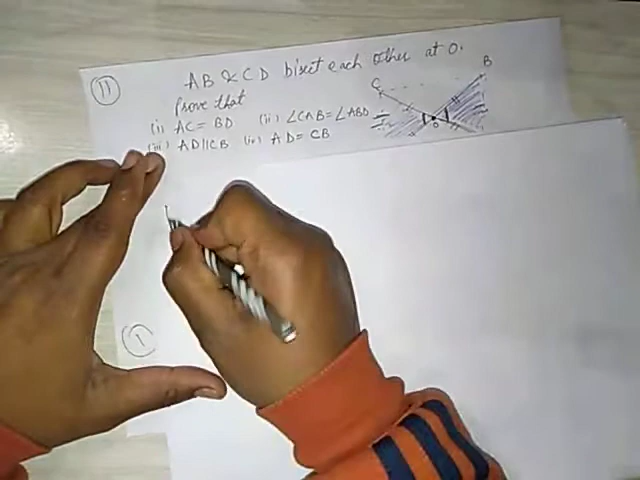 11
AB & CD bisect each other at O.
Prove that
(i) AC = BD (ii) ∠CAB = ∠ABD
(iii) AD||CB (iv) AD = CB
B
C
O
1